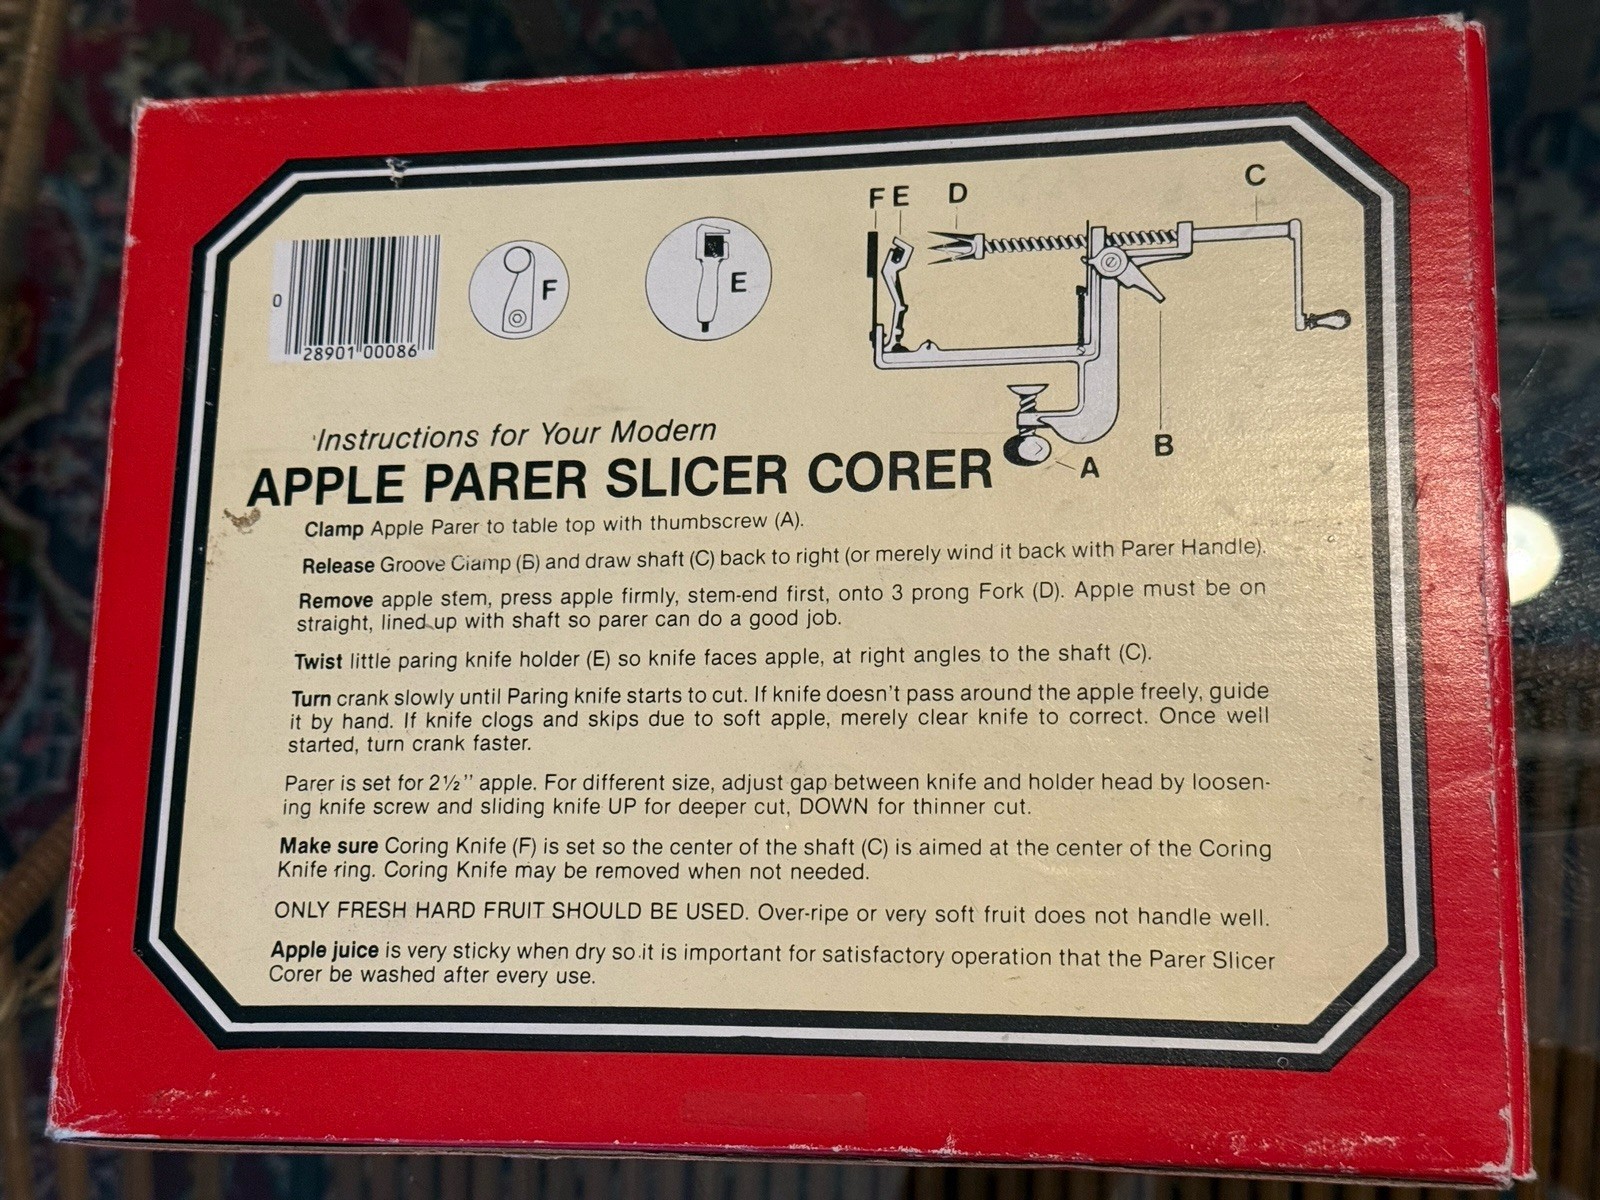 F E D C
0
28901 00086
F
E
B
A
Instructions for Your Modern
APPLE PARER SLICER CORER
Clamp Apple Parer to table top with thumbscrew (A).
Release Groove Clamp (B) and draw shaft (C) back to right (or merely wind it back with Parer Handle).
Remove apple stem, press apple firmly, stem-end first, onto 3 prong Fork (D). Apple must be on
straight, lined up with shaft so parer can do a good job.
Twist little paring knife holder (E) so knife faces apple, at right angles to the shaft (C).
Turn crank slowly until Paring knife starts to cut. If knife doesn't pass around the apple freely, guide
it by hand. If knife clogs and skips due to soft apple, merely clear knife to correct. Once well
started, turn crank faster.
Parer is set for 2½" apple. For different size, adjust gap between knife and holder head by loosen-
ing knife screw and sliding knife UP for deeper cut, DOWN for thinner cut.
Make sure Coring Knife (F) is set so the center of the shaft (C) is aimed at the center of the Coring
Knife ring. Coring Knife may be removed when not needed.
ONLY FRESH HARD FRUIT SHOULD BE USED. Over-ripe or very soft fruit does not handle well.
Apple juice is very sticky when dry so it is important for satisfactory operation that the Parer Slicer
Corer be washed after every use.